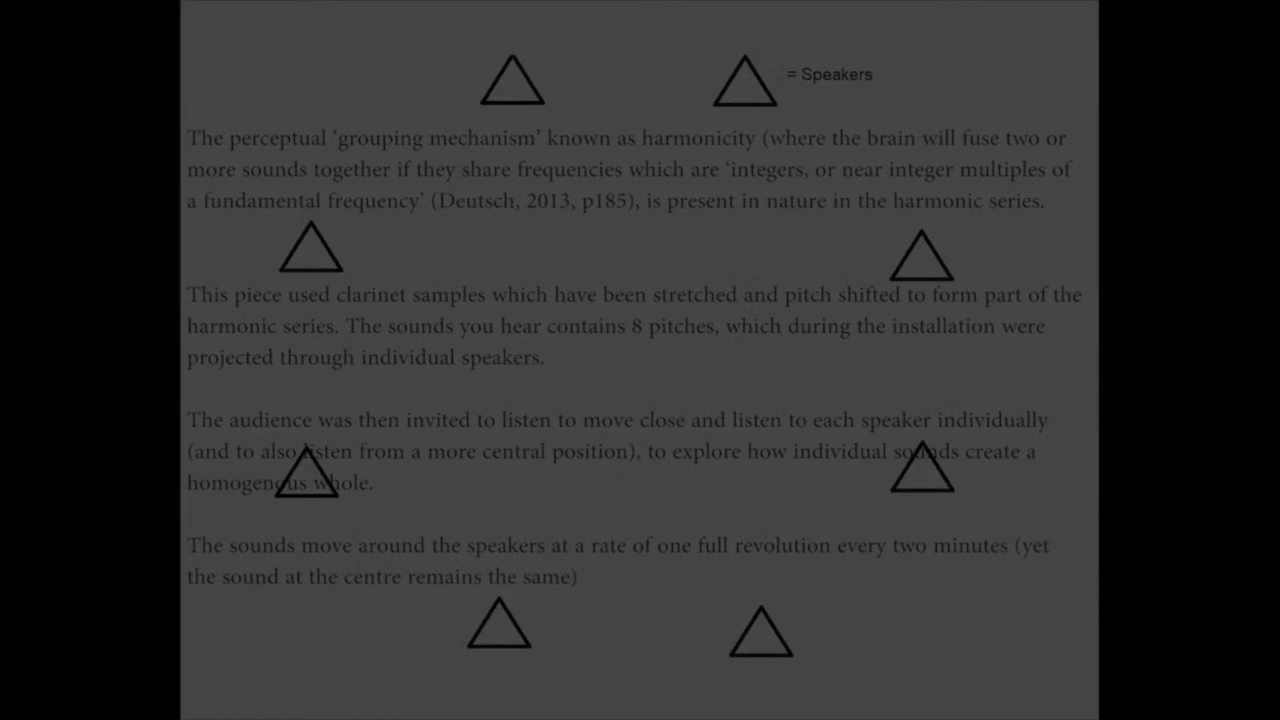 = Speakers
The perceptual ‘grouping mechanism’ known as harmonicity (where the brain will fuse two or
more sounds together if they share frequencies which are ‘integers, or near integer multiples of
a fundamental frequency’ (Deutsch, 2013, p185), is present in nature in the harmonic series.
This piece used clarinet samples which have been stretched and pitch shifted to form part of the
harmonic series. The sounds you hear contains 8 pitches, which during the installation were
projected through individual speakers.
The audience was then invited to listen to move close and listen to each speaker individually
(and to also listen from a more central position), to explore how individual sounds create a
homogenous whole.
The sounds move around the speakers at a rate of one full revolution every two minutes (yet
the sound at the centre remains the same)